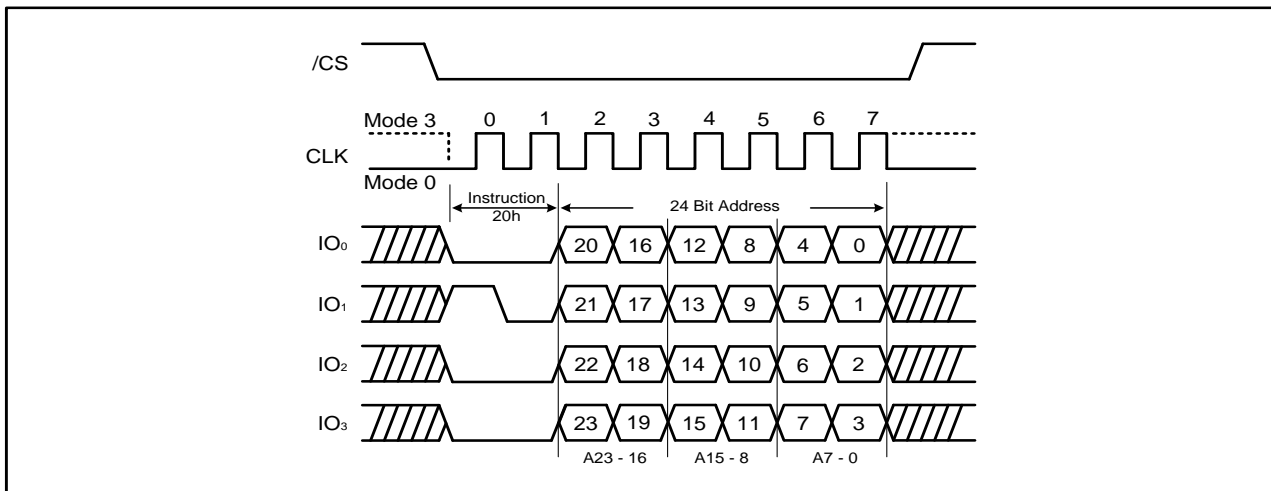 /CS
Mode 3 0 1 2 3 4 5 6 7
CLK
Mode 0
Instruction
20h
24 Bit Address
IO₀ 20 16 12 8 4 0
IO₁ 21 17 13 9 5 1
IO₂ 22 18 14 10 6 2
IO₃ 23 19 15 11 7 3
A23 - 16 A15 - 8 A7 - 0